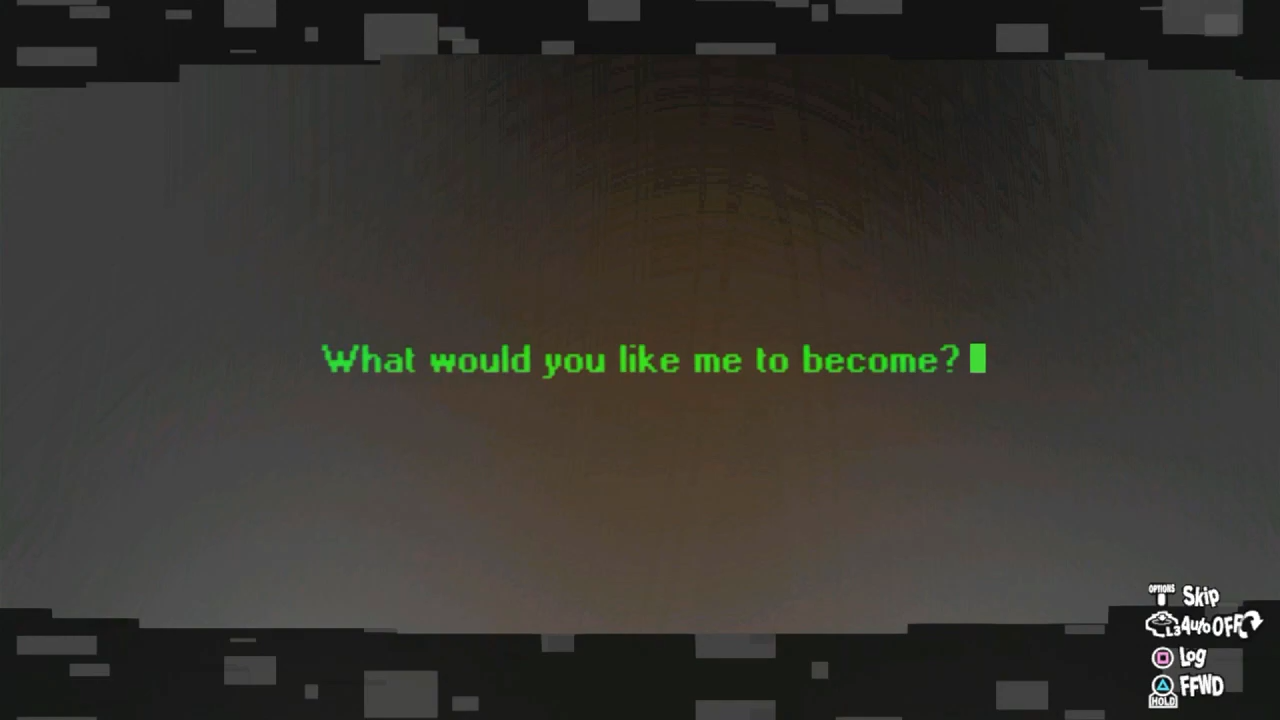 What would you like me to become?
OPTIONS Skip
L3 Auto OFF
Log
FFWD
HOLD